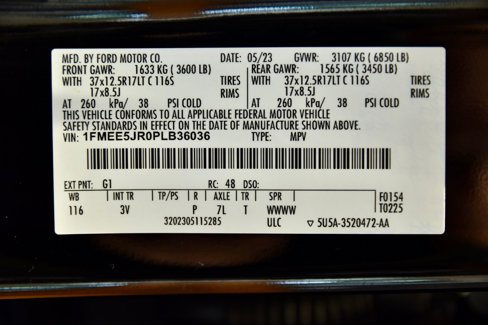 MFD. BY FORD MOTOR CO. DATE: 05/23 GVWR: 3107 KG ( 6850 LB)
FRONT GAWR: 1633 KG ( 3600 LB) REAR GAWR: 1565 KG ( 3450 LB)
WITH 37x12.5R17LT C 116S TIRES WITH 37x12.5R17LT C 116S TIRES
17x8.5J RIMS 17x8.5J RIMS
AT 260 kPa/ 38 PSI COLD AT 260 kPa/ 38 PSI COLD
THIS VEHICLE CONFORMS TO ALL APPLICABLE FEDERAL MOTOR VEHICLE
SAFETY STANDARDS IN EFFECT ON THE DATE OF MANUFACTURE SHOWN ABOVE.
VIN: 1FMEE5JR0PLB36036 TYPE: MPV
EXT PNT: G1 RC: 48 DSO:
WB INT TR TP/PS R AXLE TR SPR F0154
116 3V P 7L T WWWW T0225
3202305115285 ULC 5U5A-3520472-AA